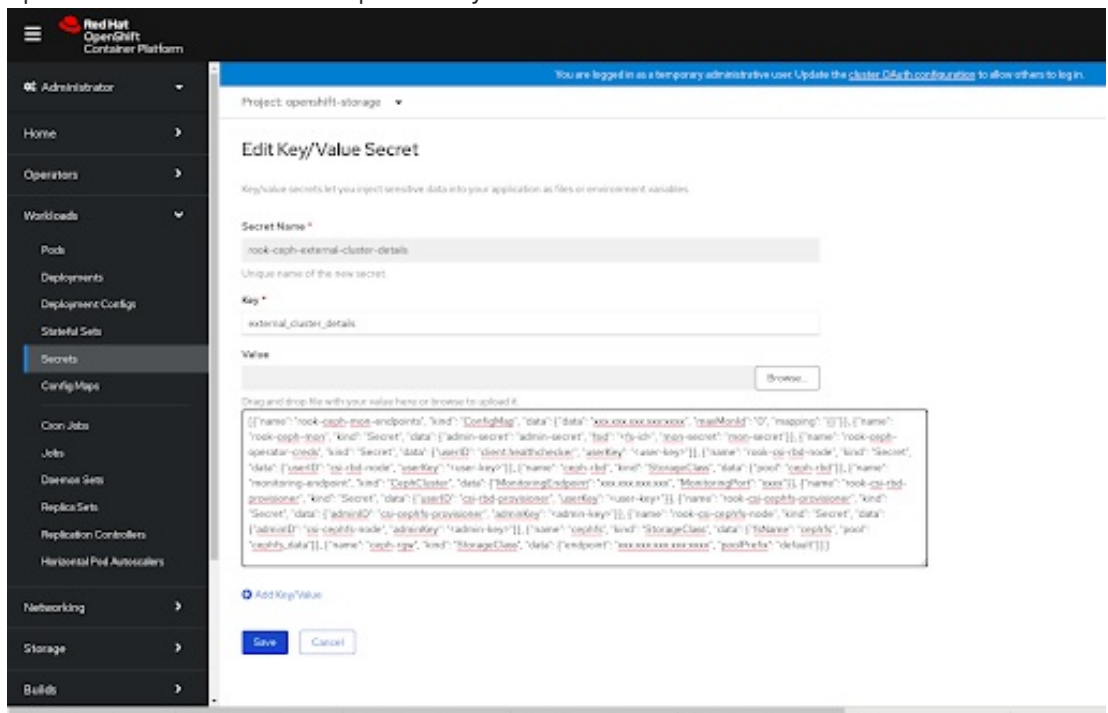 Red Hat
OpenShift
Container Platform
You are logged in as a temporary administrative user. Update the cluster OAuth configuration to allow others to log in.
Administrator
Project: openshift-storage
Home
Edit Key/Value Secret
Operators
Key/value secrets let you inject sensitive data into your application as files or environment variables.
Workloads
Secret Name *
rook-ceph-external-cluster-details
Pods
Unique name of the new secret.
Deployments
Key *
Deployment Configs
external_cluster_details
Stateful Sets
Value
Secrets
Browse...
Config Maps
Drag and drop file with your value here or browse to upload it.
[{"name": "rook-ceph-mon-endpoints", "kind": "ConfigMap", "data": {"data": "xxx.xxx.xxx.xxx:xxxx", "maxMonId": "0", "mapping": "{}"}}, {"name":
"rook-ceph-mon", "kind": "Secret", "data": {"admin-secret": "admin-secret", "fsid": "<fs-id>", "mon-secret": "mon-secret"}}, {"name": "rook-ceph-
operator-creds", "kind": "Secret", "data": {"userID": "client.healthchecker", "userKey": "<user-key>"}}, {"name": "rook-csi-rbd-node", "kind": "Secret",
"data": {"userID": "csi-rbd-node", "userKey": "<user-key>"}}, {"name": "ceph-rbd", "kind": "StorageClass", "data": {"pool": "ceph-rbd"}}, {"name":
"monitoring-endpoint", "kind": "CephCluster", "data": {"MonitoringEndpoint": "xxx.xxx.xxx.xxx", "MonitoringPort": "xxxx"}}, {"name": "rook-csi-rbd-
provisioner", "kind": "Secret", "data": {"userID": "csi-rbd-provisioner", "userKey": "<user-key>"}}, {"name": "rook-csi-cephfs-provisioner", "kind":
"Secret", "data": {"adminID": "csi-cephfs-provisioner", "adminKey": "<admin-key>"}}, {"name": "rook-csi-cephfs-node", "kind": "Secret", "data":
{"adminID": "csi-cephfs-node", "adminKey": "<admin-key>"}}, {"name": "cephfs", "kind": "StorageClass", "data": {"fsName": "cephfs", "pool":
"cephfs_data"}}, {"name": "ceph-rgw", "kind": "StorageClass", "data": {"endpoint": "xxx.xxx.xxx.xxx:xxxx", "poolPrefix": "default"}}]
Cron Jobs
Jobs
Daemon Sets
Replica Sets
Replication Controllers
Horizontal Pod Autoscalers
Add Key/Value
Networking
Save
Cancel
Storage
Builds